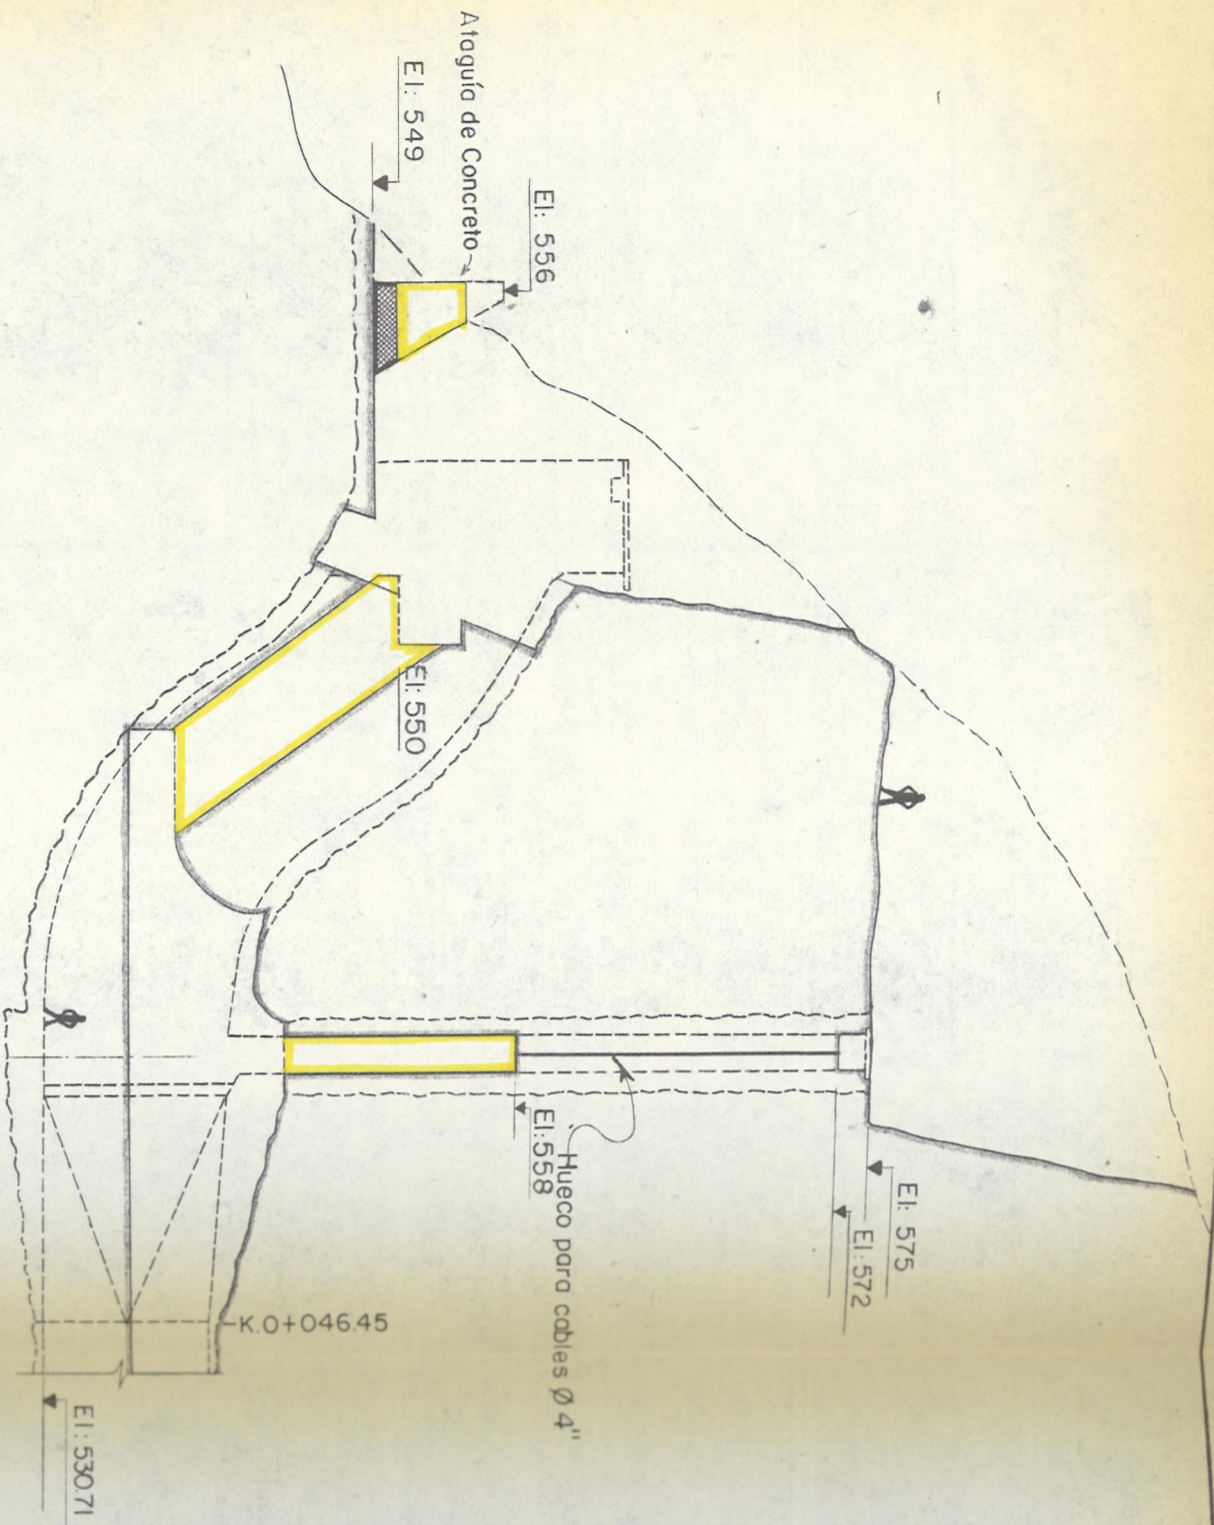 Ataguía de Concreto
El: 549
El: 556
El: 550
El: 558
Hueco para cables Ø 4"
El: 575
El: 572
K.0+046.45
El: 530.71